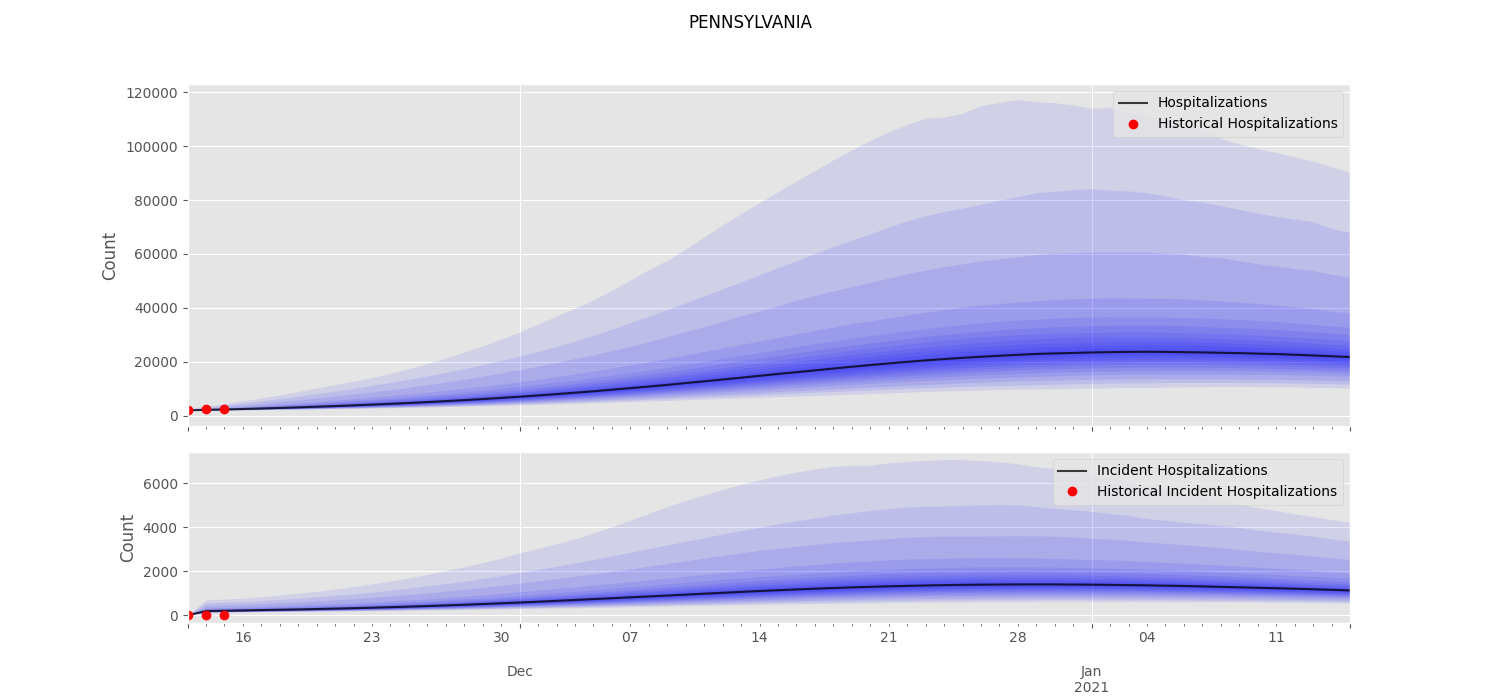 PENNSYLVANIA
120000
100000
80000
60000
40000
20000
0
Count
Hospitalizations
Historical Hospitalizations
6000
4000
2000
0
Count
Incident Hospitalizations
Historical Incident Hospitalizations
16 23 30 07 14 21 28 04 11
Dec Jan
2021